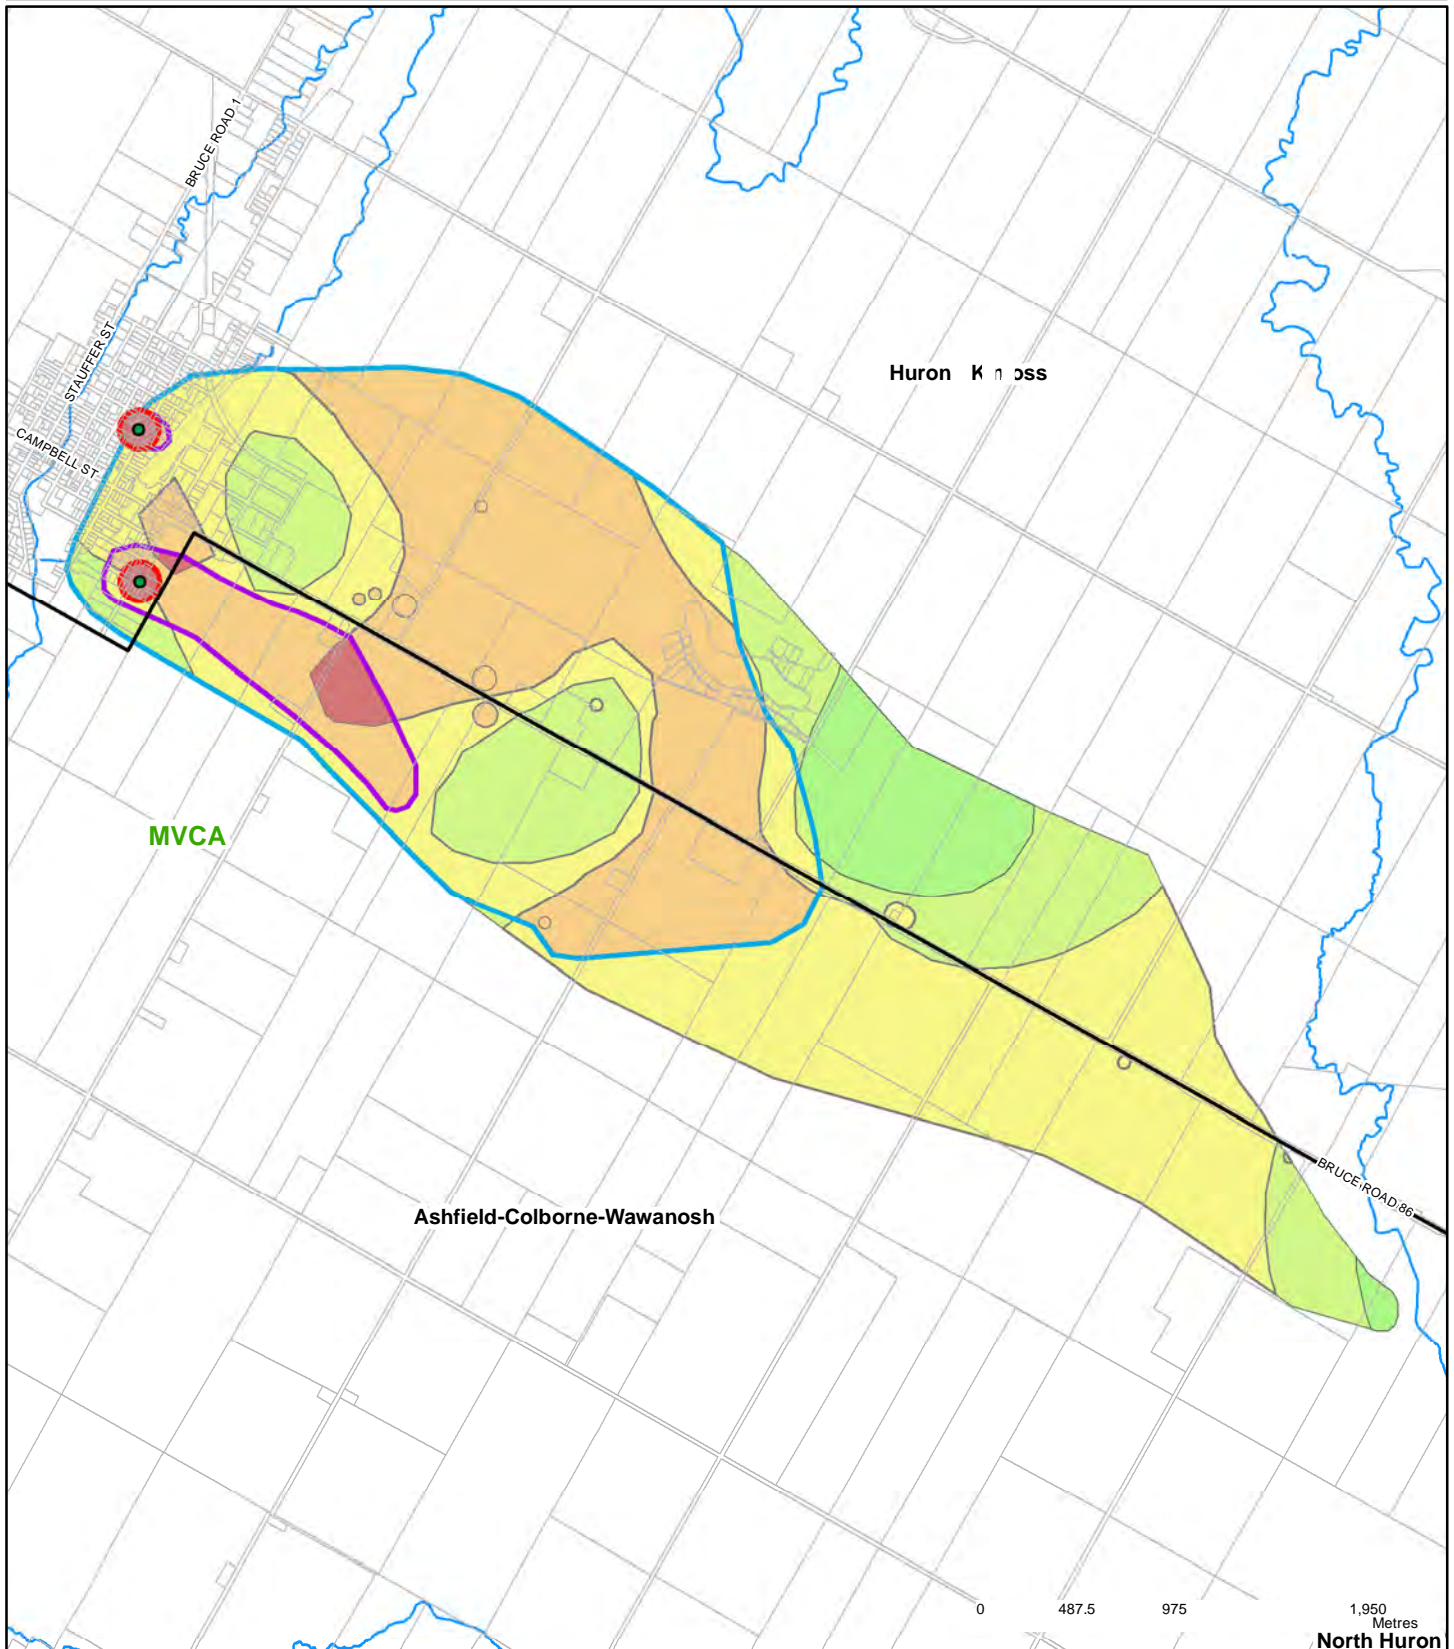 BRUCE ROAD 1
STAUFFER ST
Huron
CAMPBELL ST
MVCA
BRUCE ROAD 86
Ashfield-Colborne-Wawanosh
0 487.5 975 1,950
Metres
North Huron